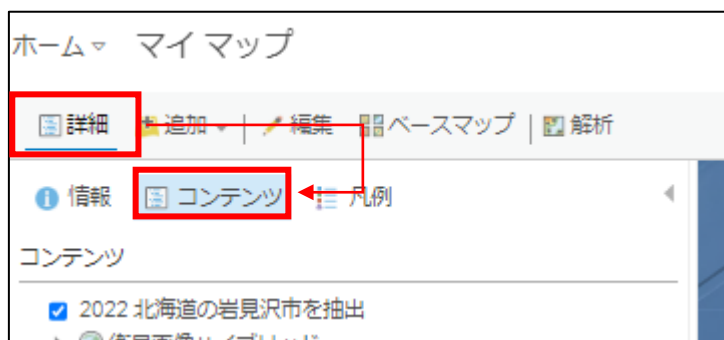 ホーム▿ マイ マップ
詳細 追加 | 編集 ベースマップ | 解析
情報 コンテンツ 凡例
コンテンツ
2022 北海道の岩見沢市を抽出